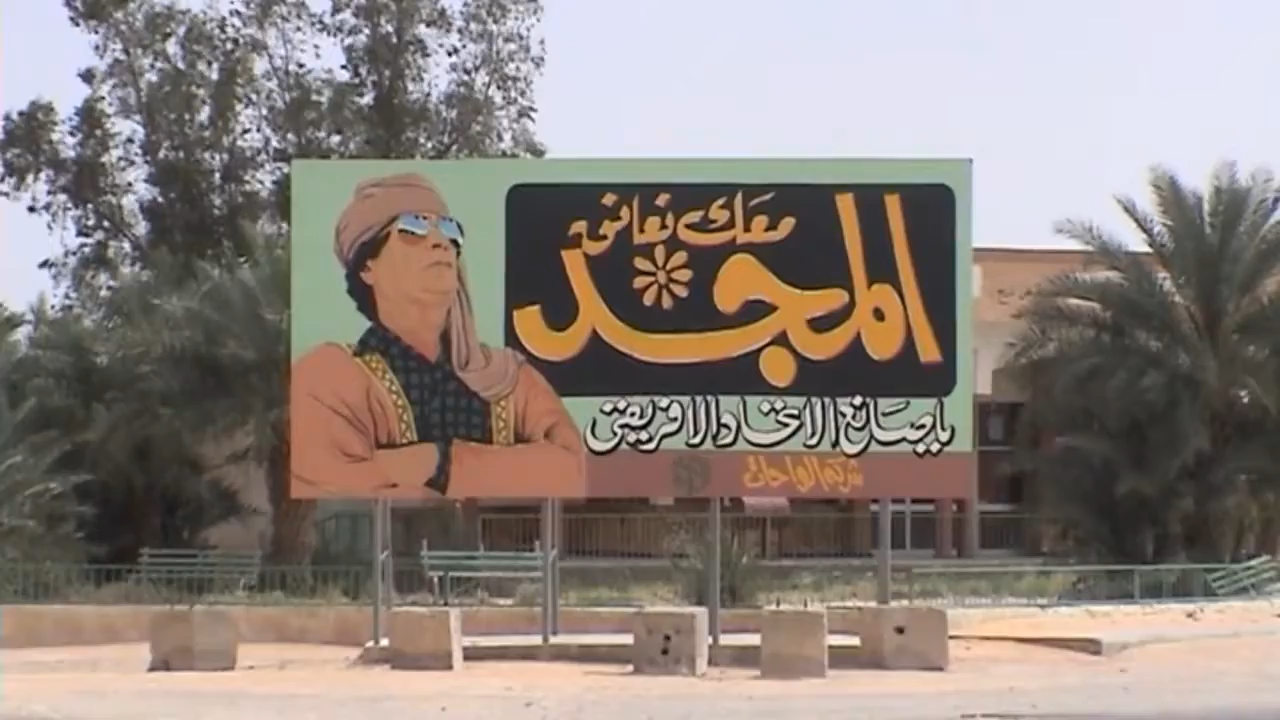 معك نعانق
المجد
ياصانع الاتحاد الافريقي
شركة الواحات